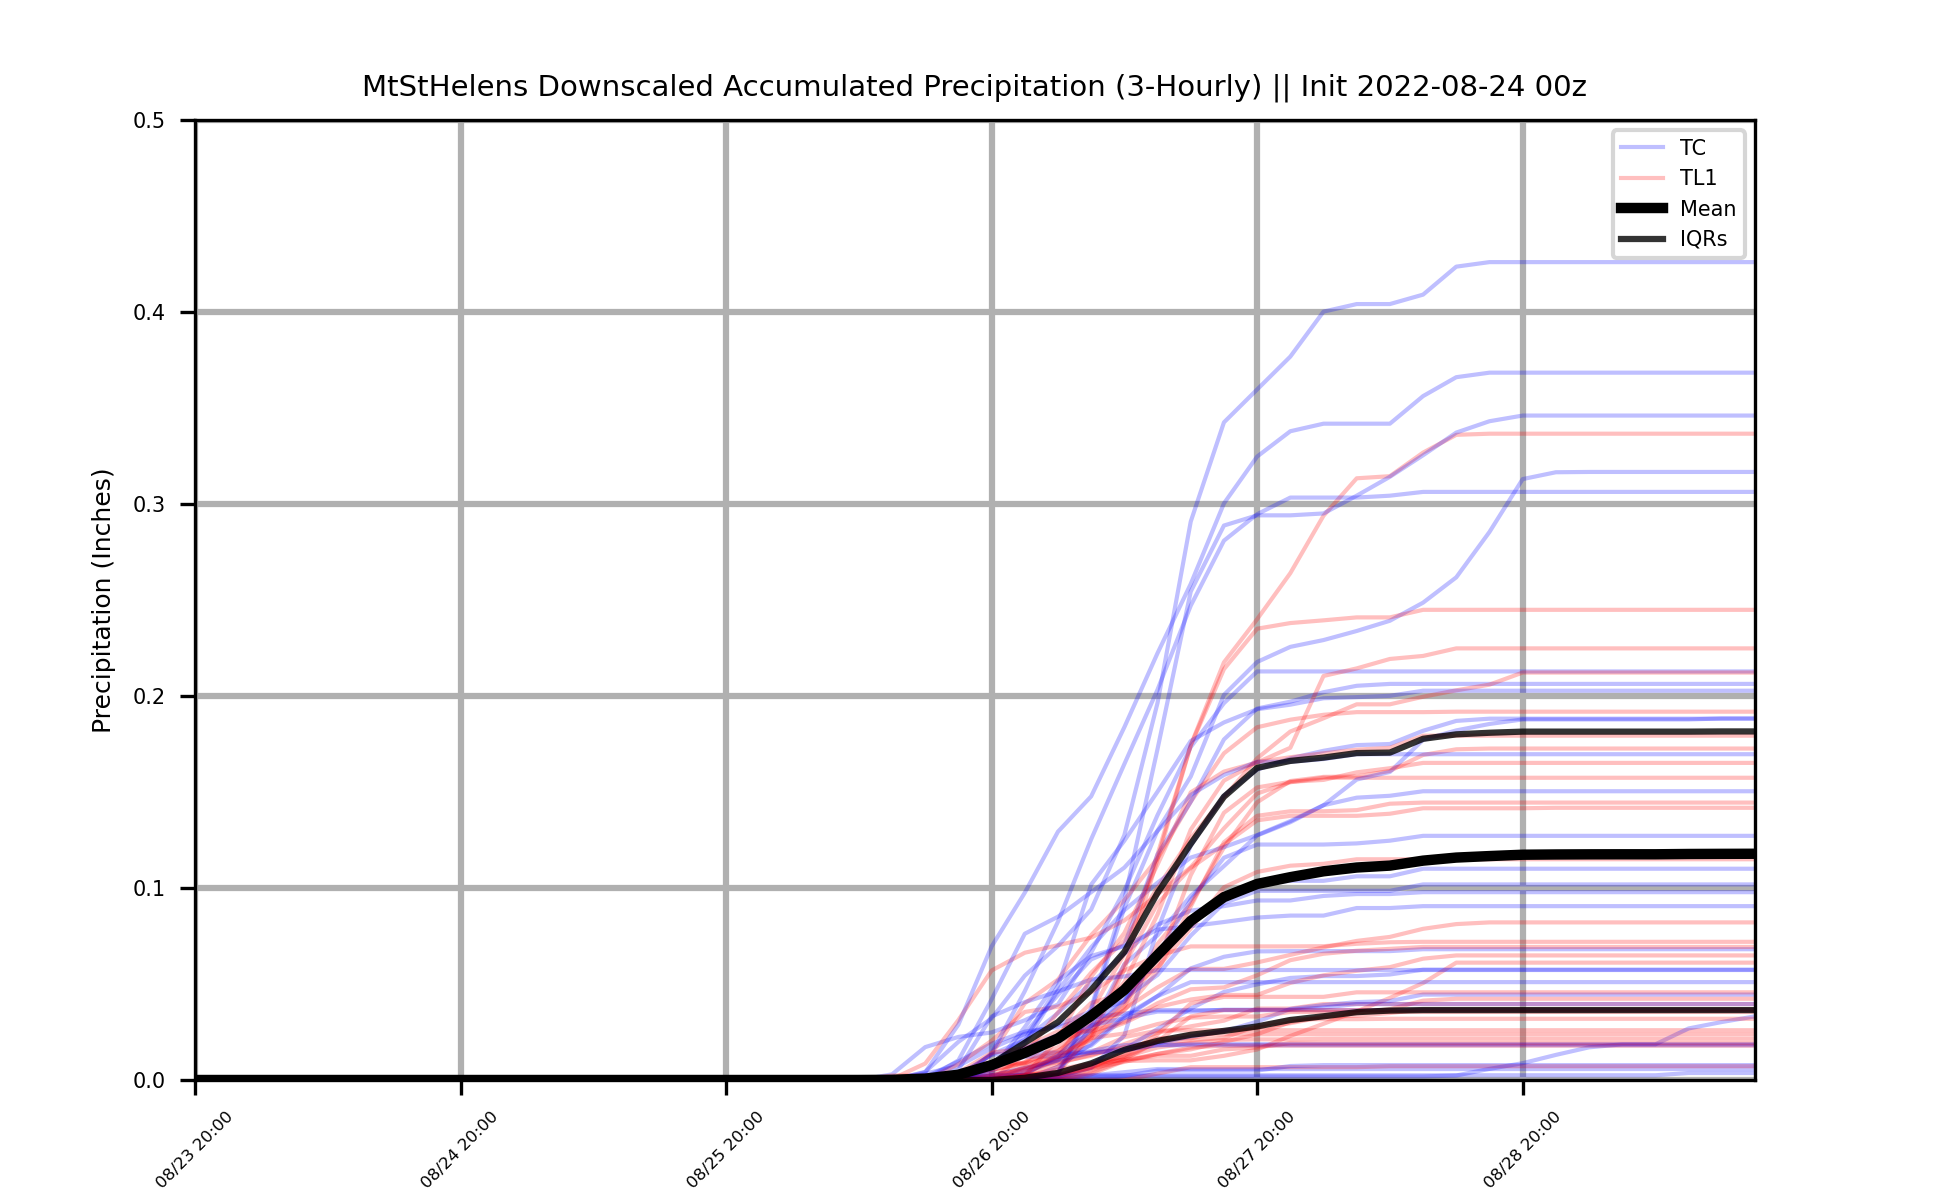 MtStHelens Downscaled Accumulated Precipitation (3-Hourly) || Init 2022-08-24 00z
TC
TL1
Mean
IQRs
Precipitation (Inches)
0.5
0.4
0.3
0.2
0.1
0.0
08/23 20:00
08/24 20:00
08/25 20:00
08/26 20:00
08/27 20:00
08/28 20:00